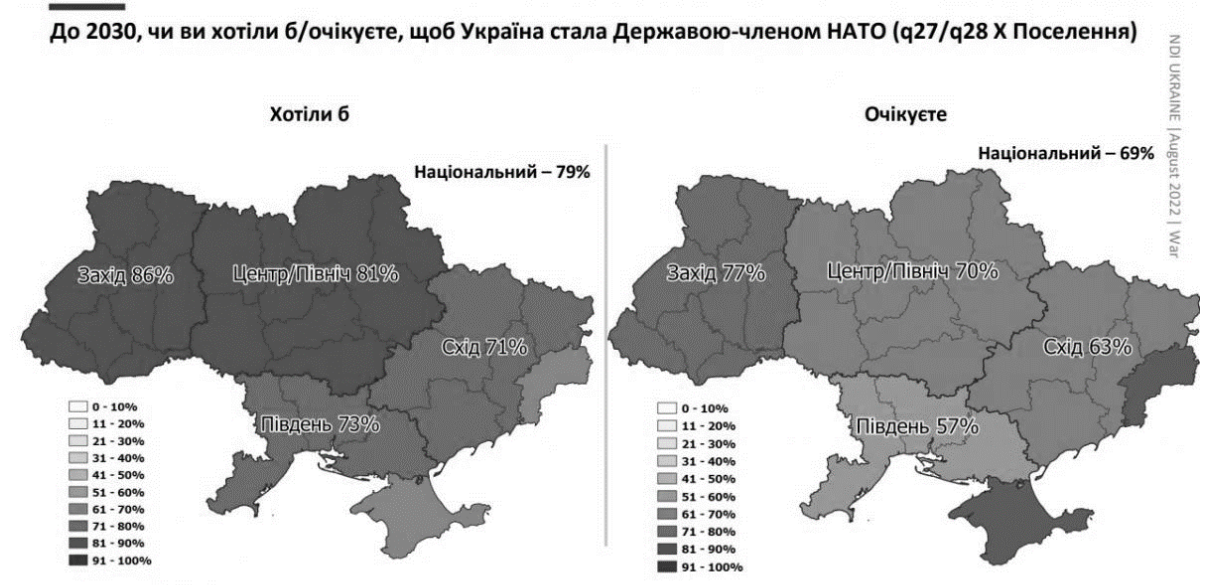 До 2030, чи ви хотіли б/очікуєте, щоб Україна стала Державою-членом НАТО (q27/q28 X Поселення)
Хотіли б
Національний – 79%
Захід 86%
Центр/Північ 81%
Схід 71%
Південь 73%
0 - 10%
11 - 20%
21 - 30%
31 - 40%
41 - 50%
51 - 60%
61 - 70%
71 - 80%
81 - 90%
91 - 100%
Очікуєте
Національний – 69%
Захід 77%
Центр/Північ 70%
Схід 63%
Південь 57%
0 - 10%
11 - 20%
21 - 30%
31 - 40%
41 - 50%
51 - 60%
61 - 70%
71 - 80%
81 - 90%
91 - 100%
NDI UKRAINE |August 2022 | War